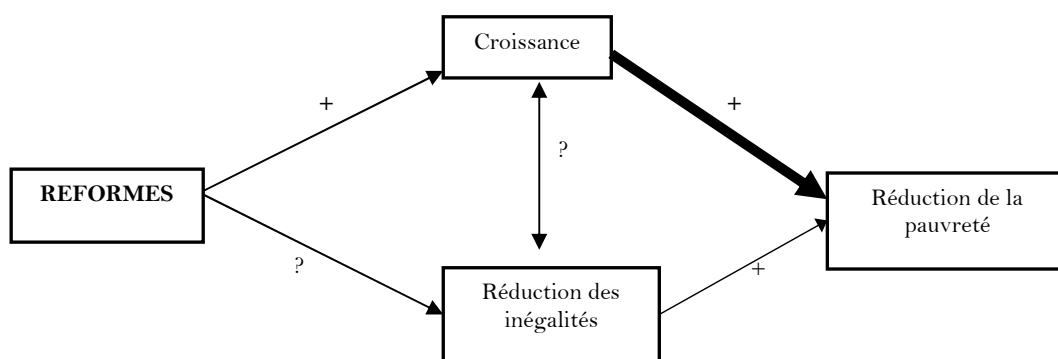 Croissance
+
+
?
REFORMES
Réduction de la
pauvreté
?
+
Réduction des
inégalités